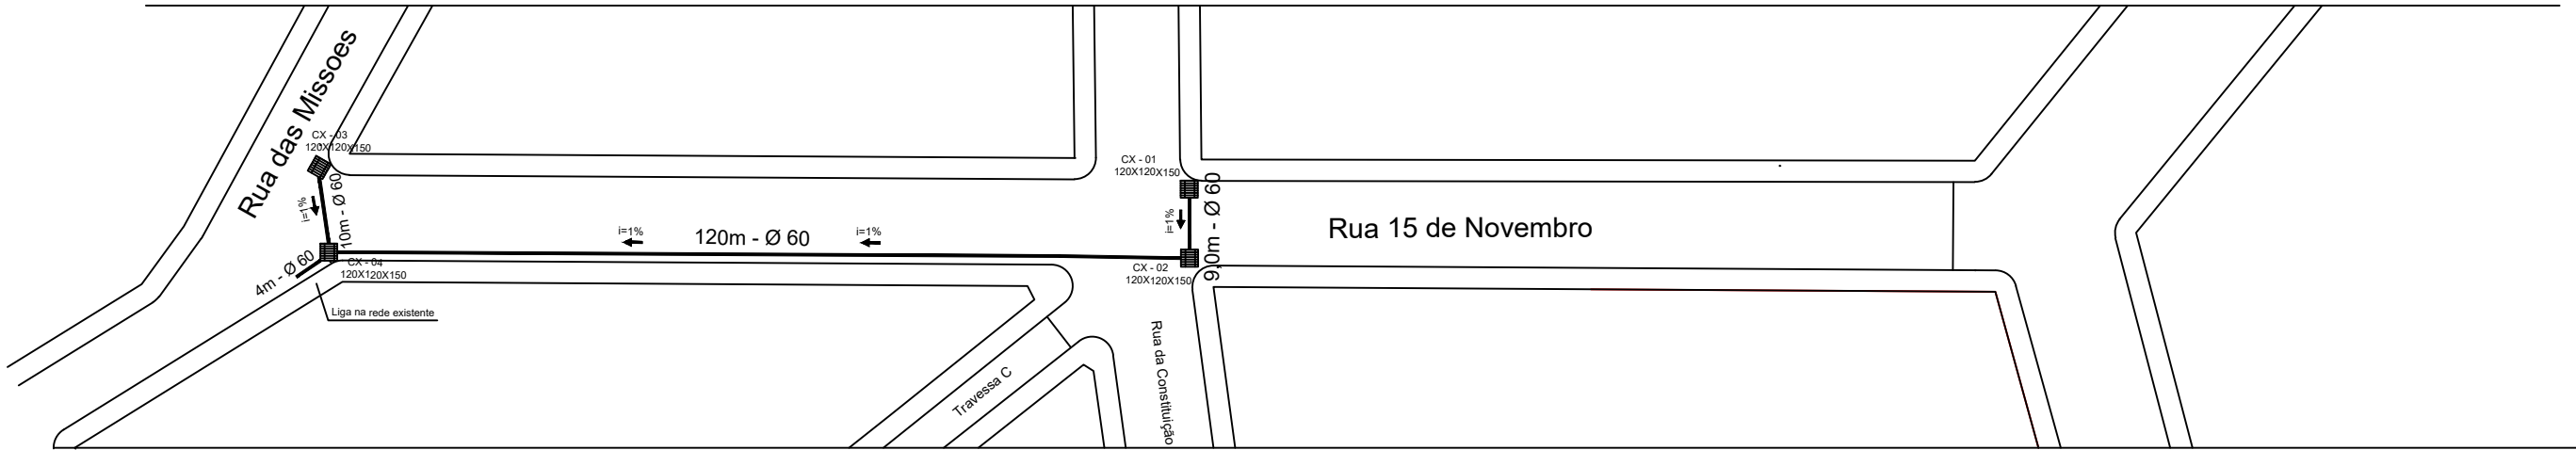 Rua das Missoes
CX - 03
120X120X150
i=1%
10m - Ø 60
4m - Ø 60
CX - 04
120X120X150
Liga na rede existente
i=1%
120m - Ø 60
i=1%
CX - 01
120X120X150
i=1%
9,0m - Ø 60
CX - 02
120X120X150
Rua 15 de Novembro
Travessa C
Rua da Constituição